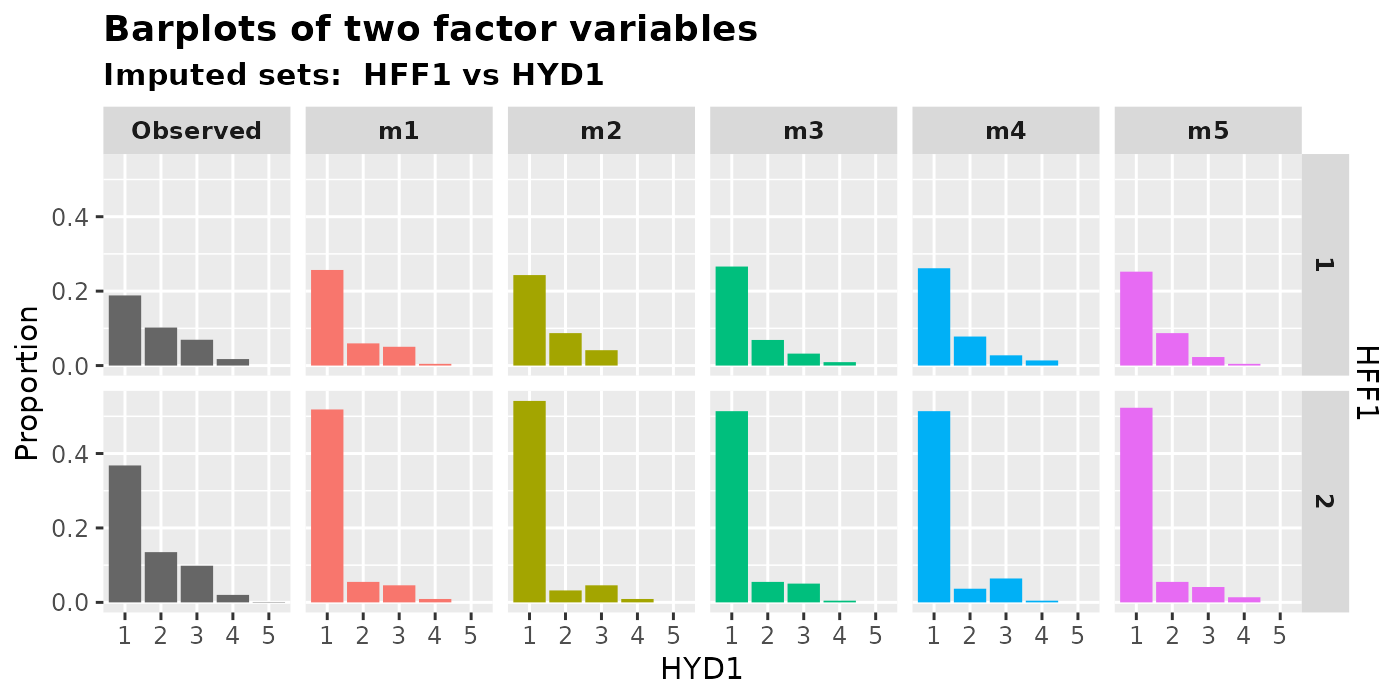 Barplots of two factor variables
Imputed sets:  HFF1 vs HYD1
Observed m1 m2 m3 m4 m5
0.4
0.2
0.0
1
Proportion
HFF1
0.4
0.2
0.0
2
1 2 3 4 5 1 2 3 4 5 1 2 3 4 5 1 2 3 4 5 1 2 3 4 5 1 2 3 4 5
HYD1